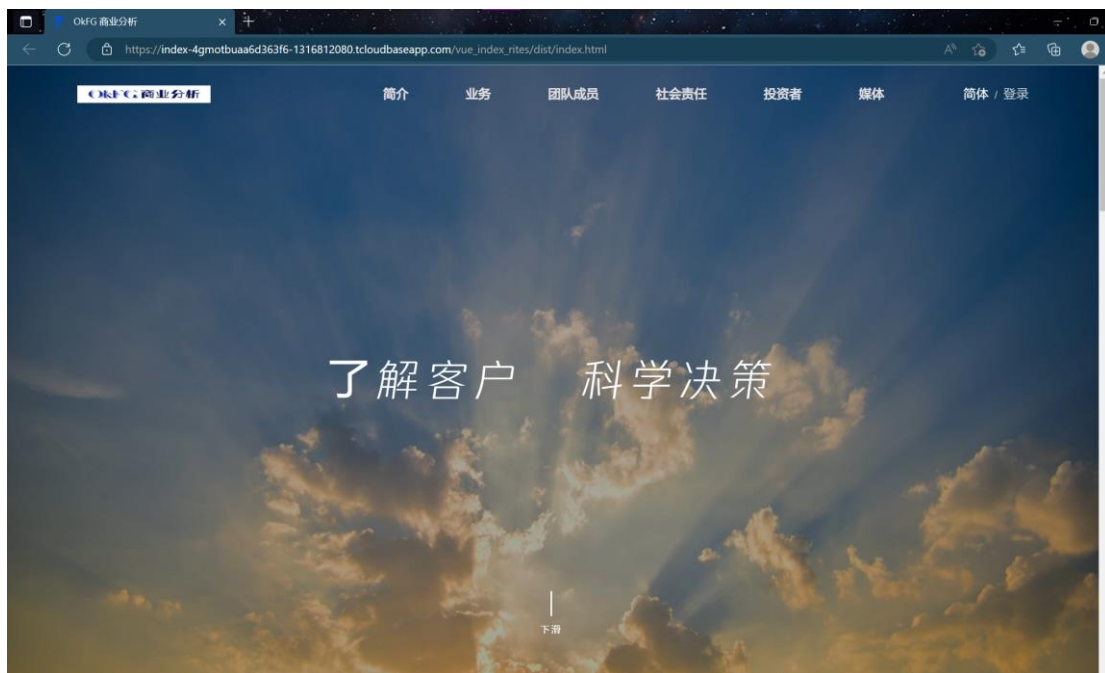 OkFG 商业分析
https://index-4gmotbuaa6d363f6-1316812080.tcloudbaseapp.com/vue_index_rites/dist/index.html
OkFG 商业分析 简介 业务 团队成员 社会责任 投资者 媒体 简体 / 登录
了解客户 科学决策
下滑